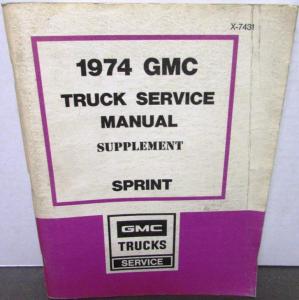 X-7431
1974 GMC
TRUCK SERVICE
MANUAL
SUPPLEMENT
SPRINT
GMC
TRUCKS
SERVICE